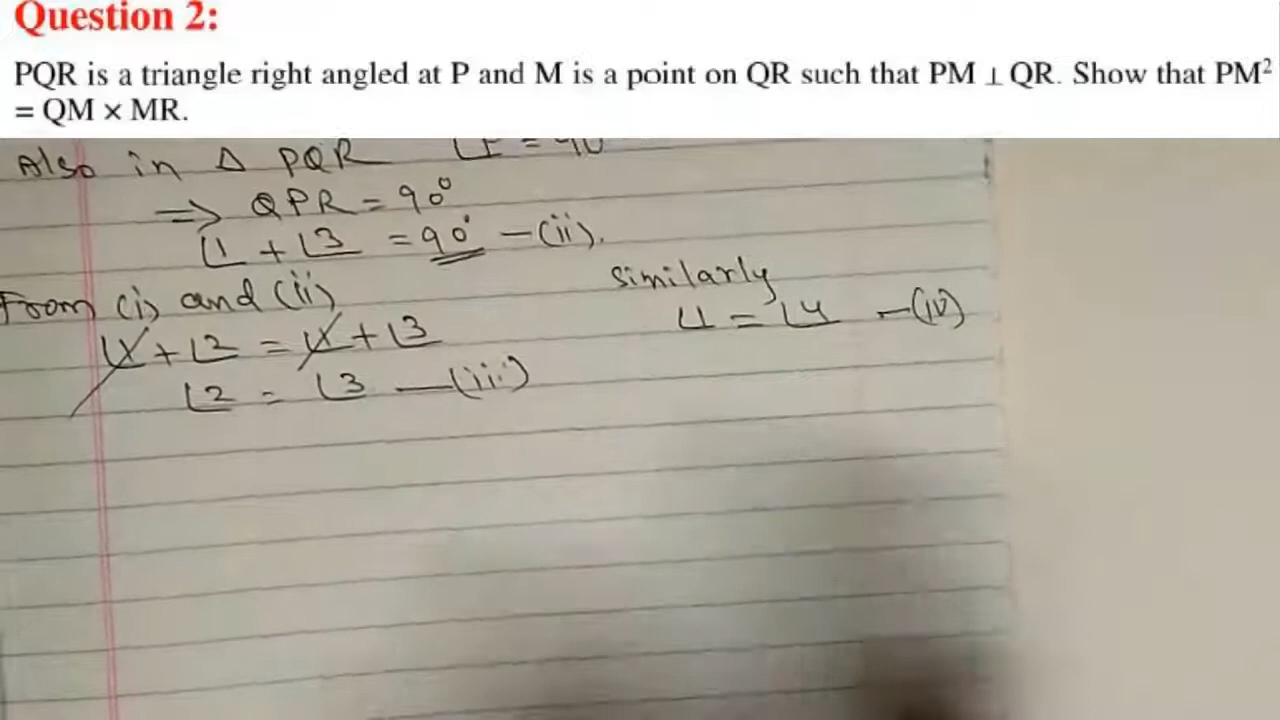 Question 2:
PQR is a triangle right angled at P and M is a point on QR such that PM ⊥ QR. Show that PM²
= QM × MR.
Also in Δ PQR ∠P = 90
=> QPR = 90°
∠1 + ∠3 = 90° —(ii).
From (i) and (ii)
∠1 + ∠2 = ∠1 + ∠3
∠2 = ∠3 —(iii)
Similarly
∠1 = ∠4 —(iv)